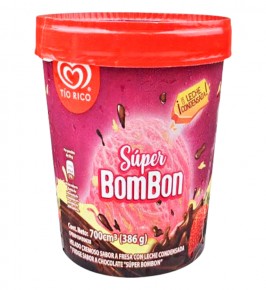 TÍO RICO
¡LECHE
CONDENSADA!
Súper
BomBon
Cont. Neto:
700cm³ (386 g)
HELADO CREMOSO SABOR A FRESA CON LECHE CONDENSADA
Y FUDGE SABOR A CHOCOLATE "SÚPER BOMBON"